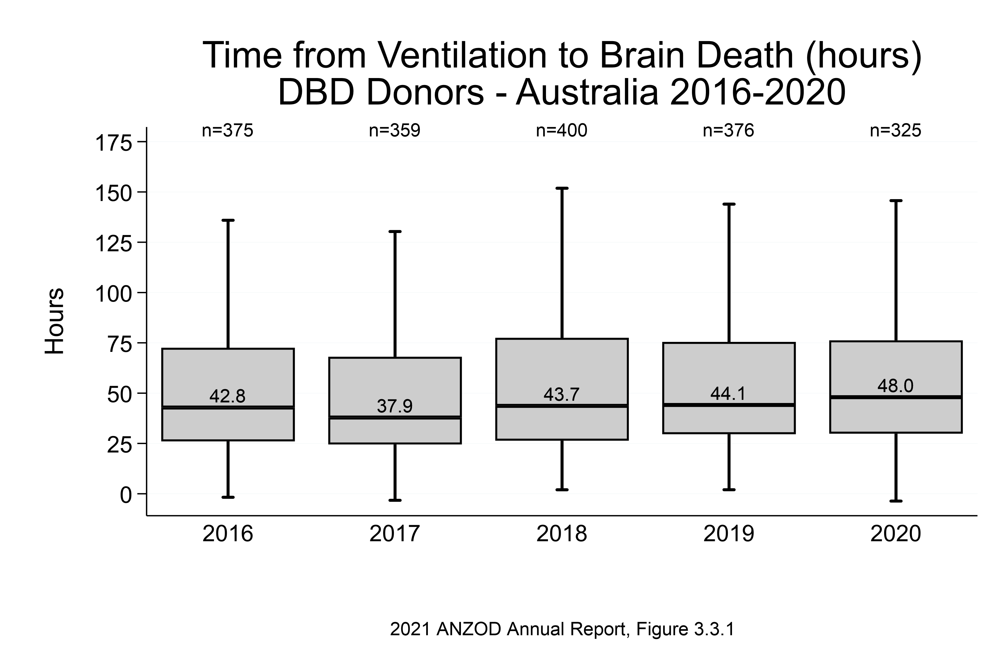 Time from Ventilation to Brain Death (hours)
DBD Donors - Australia 2016-2020
n=375 n=359 n=400 n=376 n=325
175
150
125
100
75
50
25
0
Hours
42.8 37.9 43.7 44.1 48.0
2016 2017 2018 2019 2020
2021 ANZOD Annual Report, Figure 3.3.1